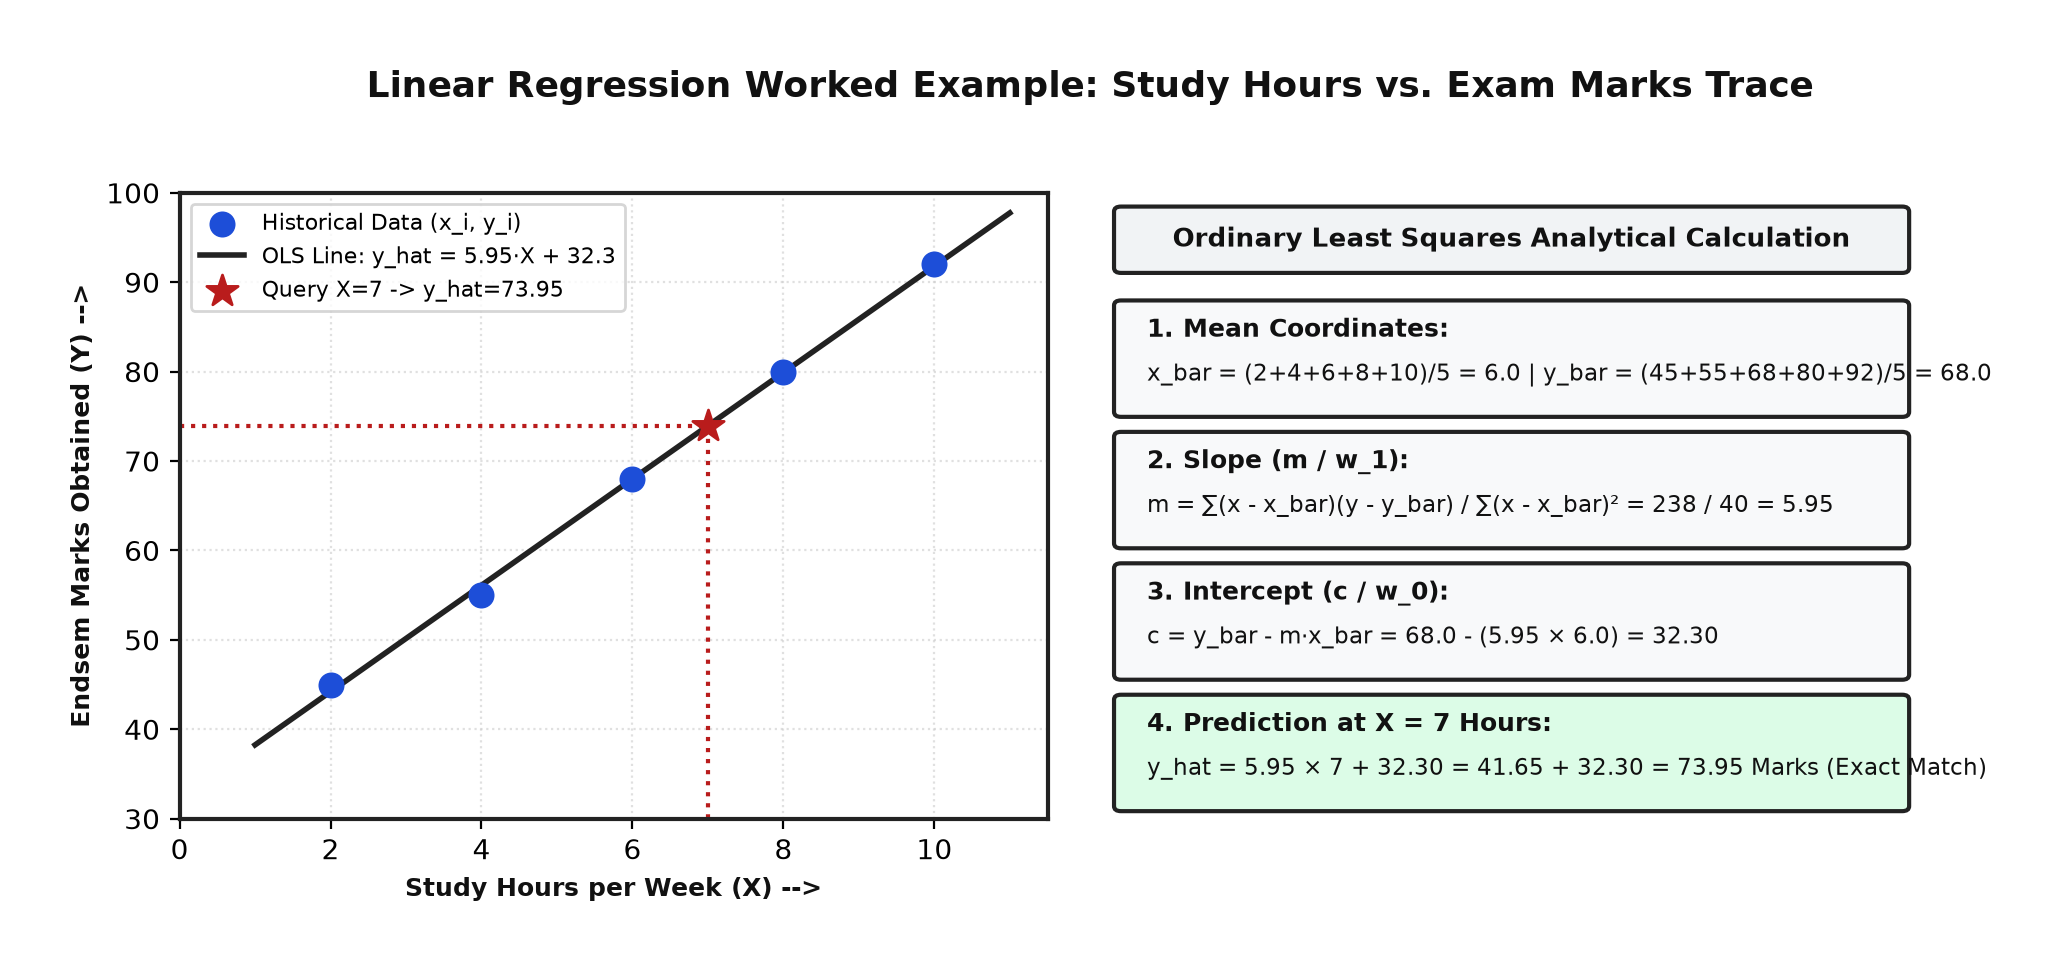 Linear Regression Worked Example: Study Hours vs. Exam Marks Trace
Endsem Marks Obtained (Y) -->
100
90
80
70
60
50
40
30
0
2
4
6
8
10
Study Hours per Week (X) -->
Historical Data (x_i, y_i)
OLS Line: y_hat = 5.95·X + 32.3
Query X=7 -> y_hat=73.95
Ordinary Least Squares Analytical Calculation
1. Mean Coordinates:
x_bar = (2+4+6+8+10)/5 = 6.0 | y_bar = (45+55+68+80+92)/5 = 68.0
2. Slope (m / w_1):
m = ∑(x - x_bar)(y - y_bar) / ∑(x - x_bar)² = 238 / 40 = 5.95
3. Intercept (c / w_0):
c = y_bar - m·x_bar = 68.0 - (5.95 × 6.0) = 32.30
4. Prediction at X = 7 Hours:
y_hat = 5.95 × 7 + 32.30 = 41.65 + 32.30 = 73.95 Marks (Exact Match)